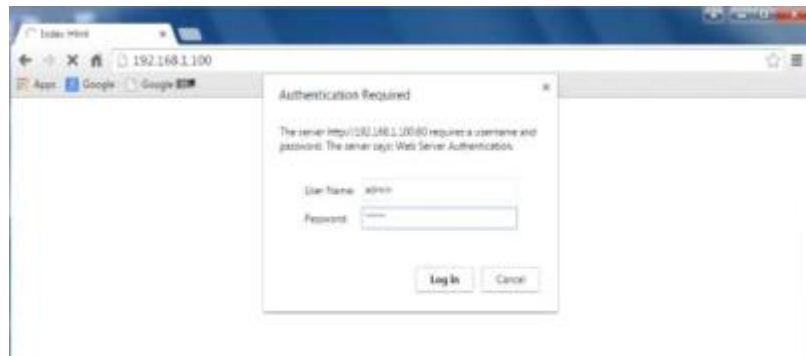 Index Html
192.168.1.100
Apps Google Google
Authentication Required
The server http://192.168.1.100:80 requires a username and
password. The server says: Web Server Authentication.
User Name admin
Password *****
Log In Cancel